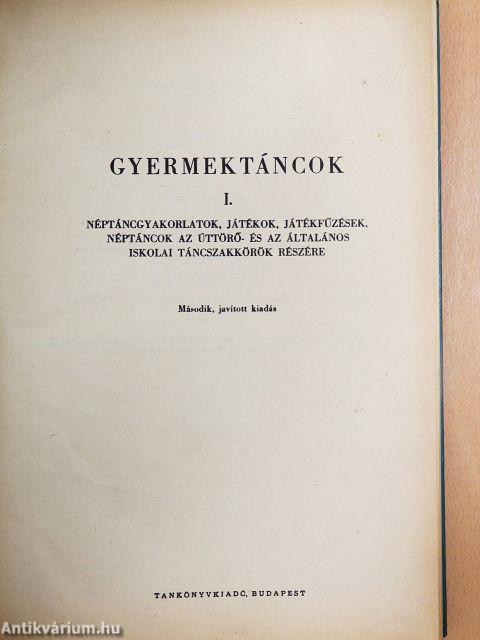 GYERMEKTÁNCOK
I.
NÉPTÁNCGYAKORLATOK, JÁTÉKOK, JÁTÉKFŰZÉSEK,
NÉPTÁNCOK AZ ÚTTÖRŐ- ÉS AZ ÁLTALÁNOS
ISKOLAI TÁNCSZAKKÖRÖK RÉSZÉRE
Második, javított kiadás
TANKÖNYVKIADÓ, BUDAPEST
Antikvárium.hu